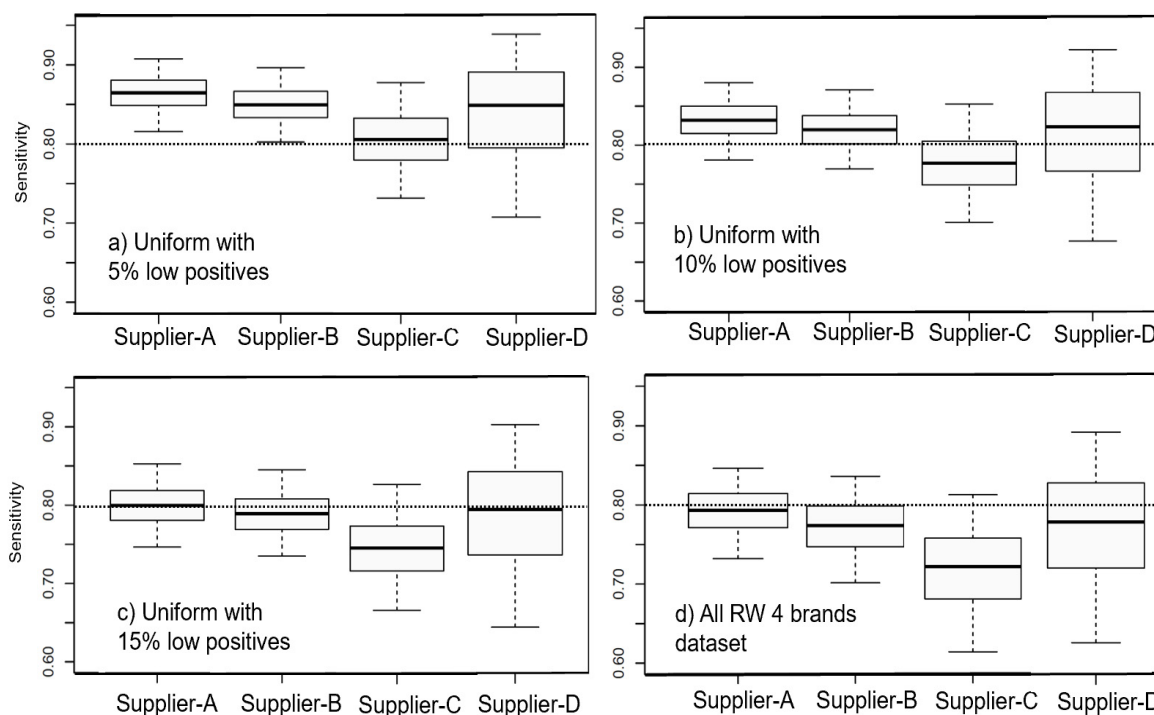 Sensitivity
0.90
0.80
0.70
0.60
a) Uniform with
5% low positives
Supplier-A Supplier-B Supplier-C Supplier-D
0.90
0.80
0.70
0.60
b) Uniform with
10% low positives
Supplier-A Supplier-B Supplier-C Supplier-D
Sensitivity
0.90
0.80
0.70
0.60
c) Uniform with
15% low positives
Supplier-A Supplier-B Supplier-C Supplier-D
0.90
0.80
0.70
0.60
d) All RW 4 brands
dataset
Supplier-A Supplier-B Supplier-C Supplier-D